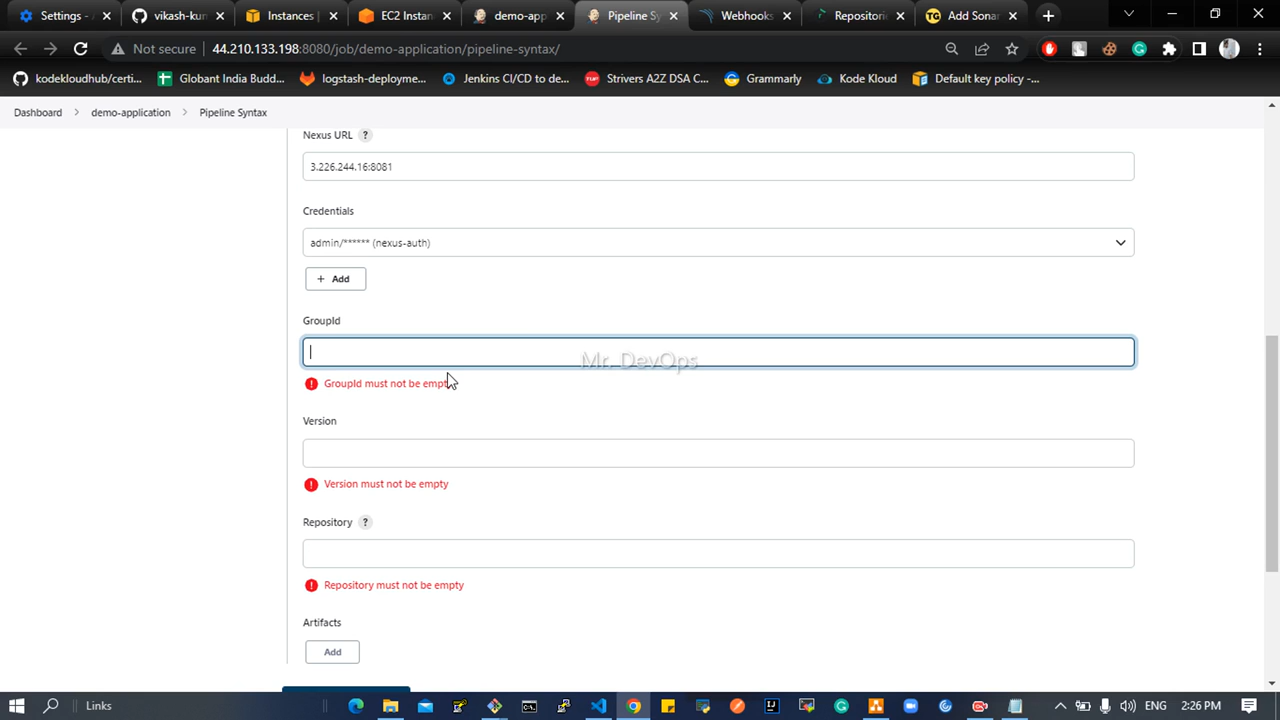 Settings -
vikash-kun
Instances
EC2 Instan
demo-app
Pipeline Sy
Webhooks
Repositorie
Add Sonar
Not secure 44.210.133.198:8080/job/demo-application/pipeline-syntax/
kodekloudhub/certi... Globant India Budd... logstash-deployme... Jenkins CI/CD to de... Strivers A2Z DSA C... Grammarly Kode Kloud Default key policy -...
Dashboard > demo-application > Pipeline Syntax
Nexus URL ?
3.226.244.16:8081
Credentials
admin/****** (nexus-auth)
+ Add
GroupId
Mr. DevOps
GroupId must not be empt
Version
Version must not be empty
Repository ?
Repository must not be empty
Artifacts
Add
Links
ENG 2:26 PM